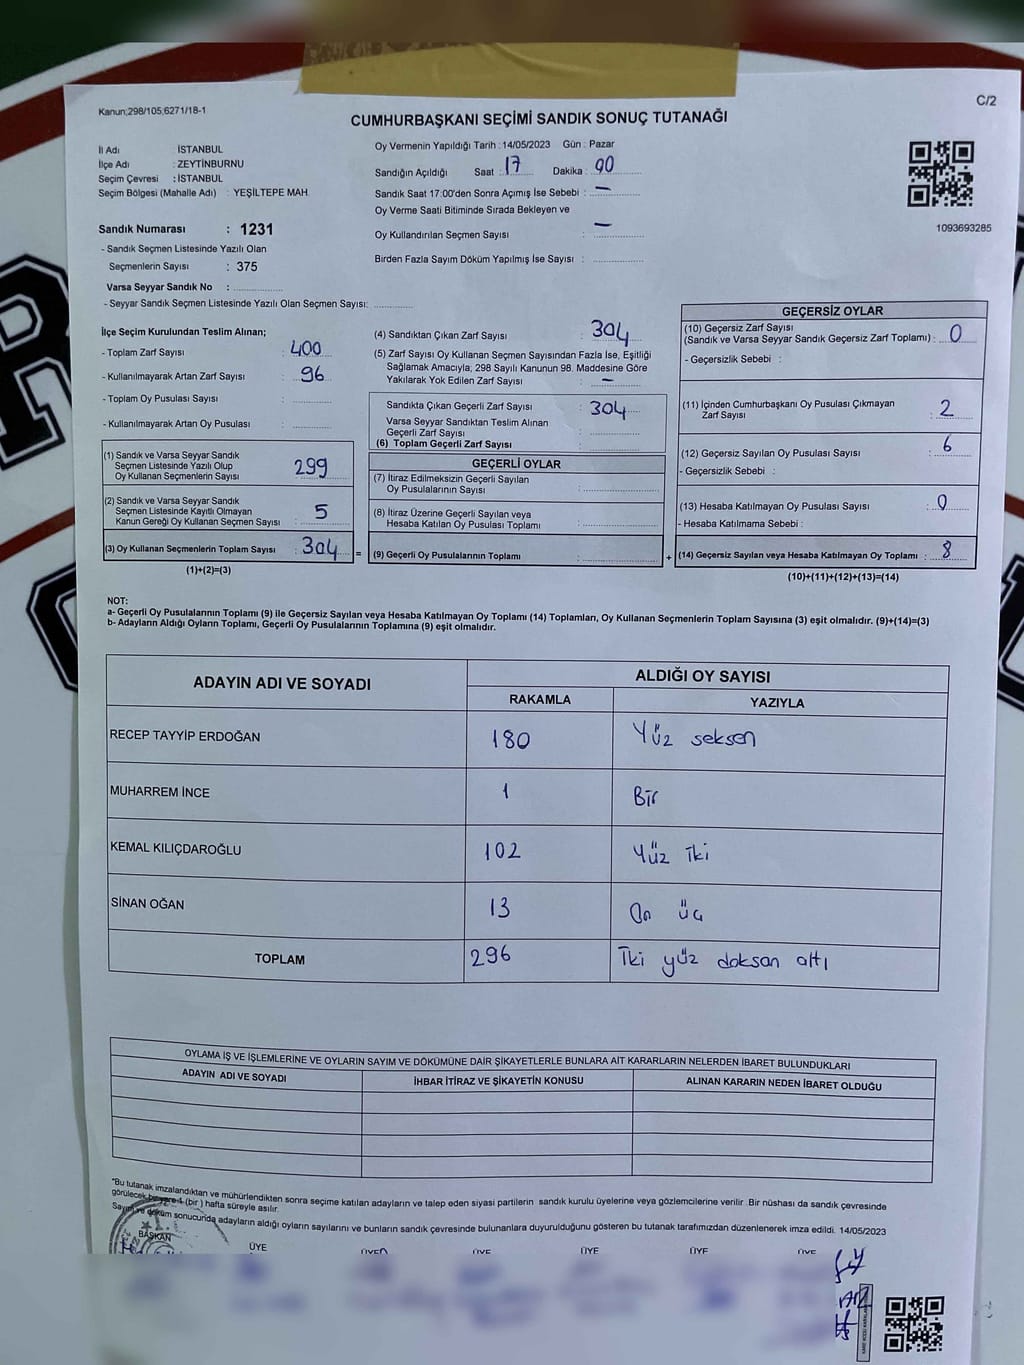 Kanun;298/105;6271/18-1
C/2
CUMHURBAŞKANI SEÇİMİ SANDIK SONUÇ TUTANAĞI
İl Adı İSTANBUL
İlçe Adı : ZEYTİNBURNU
Seçim Çevresi : İSTANBUL
Seçim Bölgesi (Mahalle Adı) : YEŞİLTEPE MAH.
Oy Vermenin Yapıldığı Tarih : 14/05/2023 Gün : Pazar
Sandığın Açıldığı Saat : 17 Dakika : 90
Sandık Saat 17:00'den Sonra Açımış İse Sebebi : —
Oy Verme Saati Bitiminde Sırada Bekleyen ve
Oy Kullandırılan Seçmen Sayısı : —
Birden Fazla Sayım Döküm Yapılmış İse Sayısı :
1093693285
Sandık Numarası : 1231
- Sandık Seçmen Listesinde Yazılı Olan
Seçmenlerin Sayısı : 375
Varsa Seyyar Sandık No :
- Seyyar Sandık Seçmen Listesinde Yazılı Olan Seçmen Sayısı:
İlçe Seçim Kurulundan Teslim Alınan;
- Toplam Zarf Sayısı : 400
- Kullanılmayarak Artan Zarf Sayısı : 96
- Toplam Oy Pusulası Sayısı :
- Kullanılmayarak Artan Oy Pusulası :
(1) Sandık ve Varsa Seyyar Sandık
Seçmen Listesinde Yazılı Olup
Oy Kullanan Seçmenlerin Sayısı 299
(2) Sandık ve Varsa Seyyar Sandık
Seçmen Listesinde Kayıtlı Olmayan
Kanun Gereği Oy Kullanan Seçmen Sayısı : 5
(3) Oy Kullanan Seçmenlerin Toplam Sayısı : 304 =
(1)+(2)=(3)
(4) Sandıktan Çıkan Zarf Sayısı : 304
(5) Zarf Sayısı Oy Kullanan Seçmen Sayısından Fazla İse, Eşitliği
Sağlamak Amacıyla; 298 Sayılı Kanunun 98. Maddesine Göre
Yakılarak Yok Edilen Zarf Sayısı : —
Sandıkta Çıkan Geçerli Zarf Sayısı : 304
Varsa Seyyar Sandıktan Teslim Alınan
Geçerli Zarf Sayısı
(6) Toplam Geçerli Zarf Sayısı :
GEÇERLİ OYLAR
(7) İtiraz Edilmeksizin Geçerli Sayılan
Oy Pusulalarının Sayısı :
(8) İtiraz Üzerine Geçerli Sayılan veya
Hesaba Katılan Oy Pusulası Toplamı :
(9) Geçerli Oy Pusulalarının Toplamı : +
GEÇERSİZ OYLAR
(10) Geçersiz Zarf Sayısı
(Sandık ve Varsa Seyyar Sandık Geçersiz Zarf Toplamı) : 0
- Geçersizlik Sebebi :
(11) İçinden Cumhurbaşkanı Oy Pusulası Çıkmayan
Zarf Sayısı : 2
(12) Geçersiz Sayılan Oy Pusulası Sayısı : 6
- Geçersizlik Sebebi :
(13) Hesaba Katılmayan Oy Pusulası Sayısı : 0
- Hesaba Katılmama Sebebi :
(14) Geçersiz Sayılan veya Hesaba Katılmayan Oy Toplamı : 8
(10)+(11)+(12)+(13)=(14)
NOT:
a- Geçerli Oy Pusulalarının Toplamı (9) ile Geçersiz Sayılan veya Hesaba Katılmayan Oy Toplamı (14) Toplamları, Oy Kullanan Seçmenlerin Toplam Sayısına (3) eşit olmalıdır. (9)+(14)=(3)
b- Adayların Aldığı Oyların Toplamı, Geçerli Oy Pusulalarının Toplamına (9) eşit olmalıdır.
ADAYIN ADI VE SOYADI ALDIĞI OY SAYISI
RAKAMLA YAZIYLA
RECEP TAYYİP ERDOĞAN 180 Yüz seksen
MUHARREM İNCE 1 Bir
KEMAL KILIÇDAROĞLU 102 Yüz iki
SİNAN OĞAN 13 On üç
TOPLAM 296 İki yüz doksan altı
OYLAMA İŞ VE İŞLEMLERİNE VE OYLARIN SAYIM VE DÖKÜMÜNE DAİR ŞİKAYETLERLE BUNLARA AİT KARARLARIN NELERDEN İBARET BULUNDUKLARI
ADAYIN ADI VE SOYADI İHBAR İTİRAZ VE ŞİKAYETİN KONUSU ALINAN KARARIN NEDEN İBARET OLDUĞU
*Bu tutanak imzalandıktan ve mühürlendikten sonra seçime katılan adayların ve talep eden siyasi partilerin sandık kurulu üyelerine veya gözlemcilerine verilir. Bir nüshası da sandık çevresinde
görülecek bir yere 1 (bir ) hafta süreyle asılır.
Sayım ve döküm sonucunda adayların aldığı oyların sayılarını ve bunların sandık çevresinde bulunanlara duyurulduğunu gösteren bu tutanak tarafımızdan düzenlenerek imza edildi. 14/05/2023
BAŞKAN ÜYE ÜYE ÜYE ÜYE ÜYE ÜYE